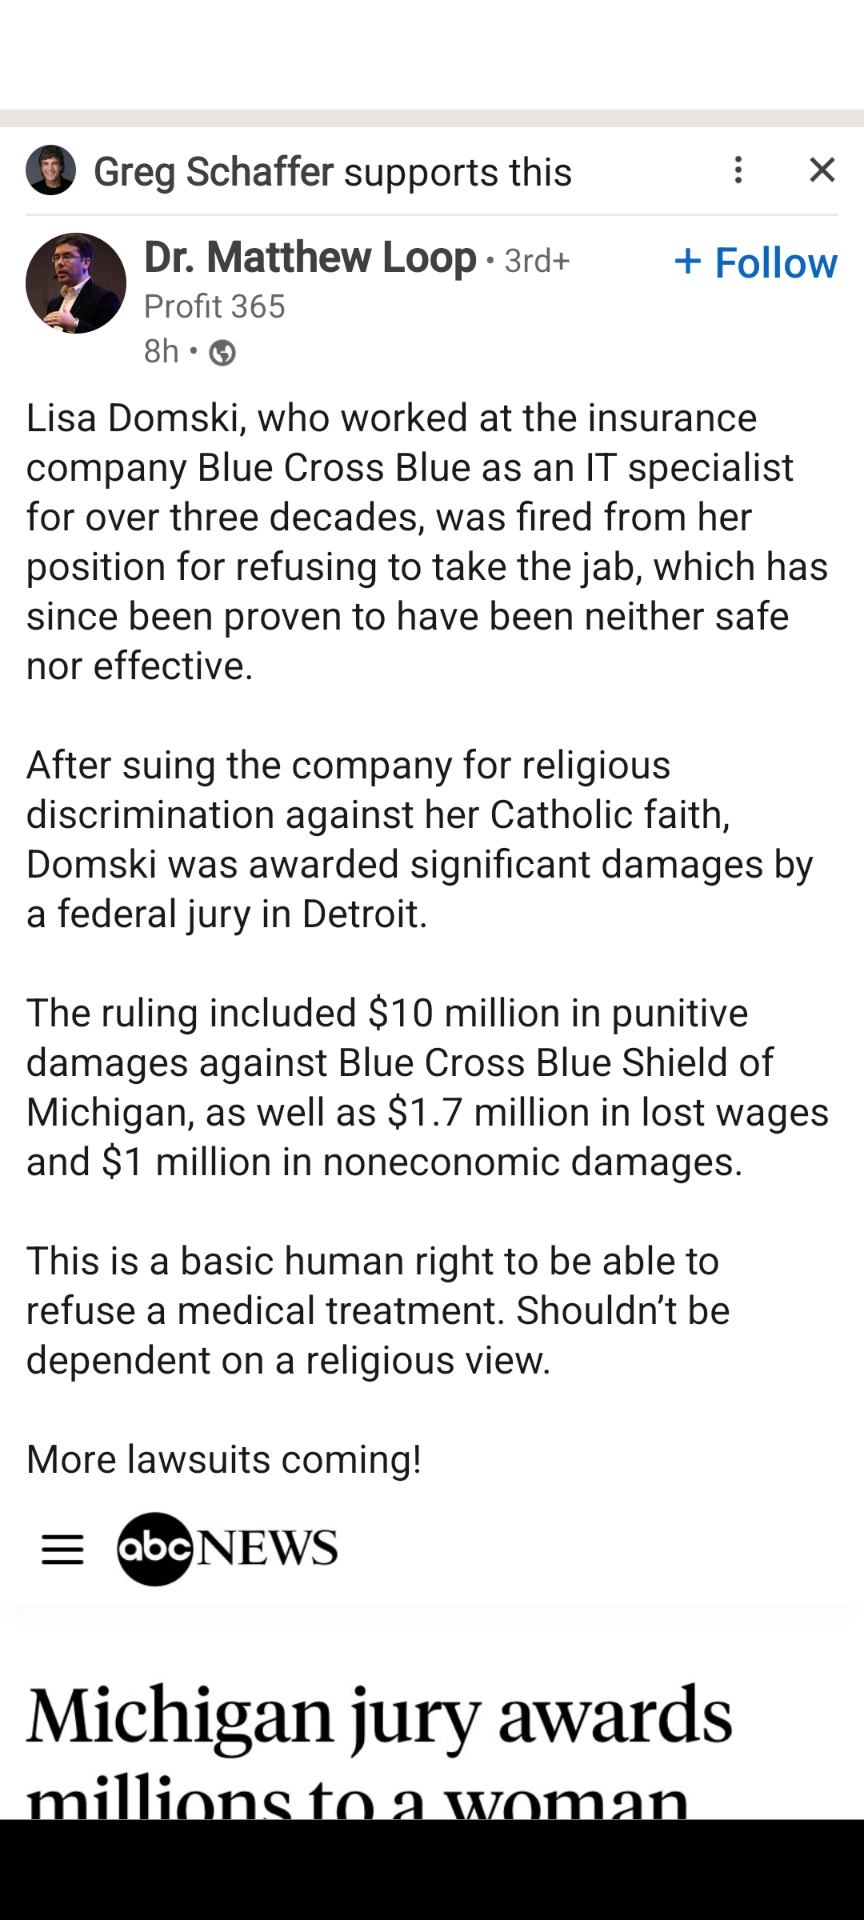 Greg Schaffer supports this
Dr. Matthew Loop • 3rd+
+ Follow
Profit 365
8h •
Lisa Domski, who worked at the insurance
company Blue Cross Blue as an IT specialist
for over three decades, was fired from her
position for refusing to take the jab, which has
since been proven to have been neither safe
nor effective.
After suing the company for religious
discrimination against her Catholic faith,
Domski was awarded significant damages by
a federal jury in Detroit.
The ruling included $10 million in punitive
damages against Blue Cross Blue Shield of
Michigan, as well as $1.7 million in lost wages
and $1 million in noneconomic damages.
This is a basic human right to be able to
refuse a medical treatment. Shouldn’t be
dependent on a religious view.
More lawsuits coming!
abc NEWS
Michigan jury awards
millions to a woman